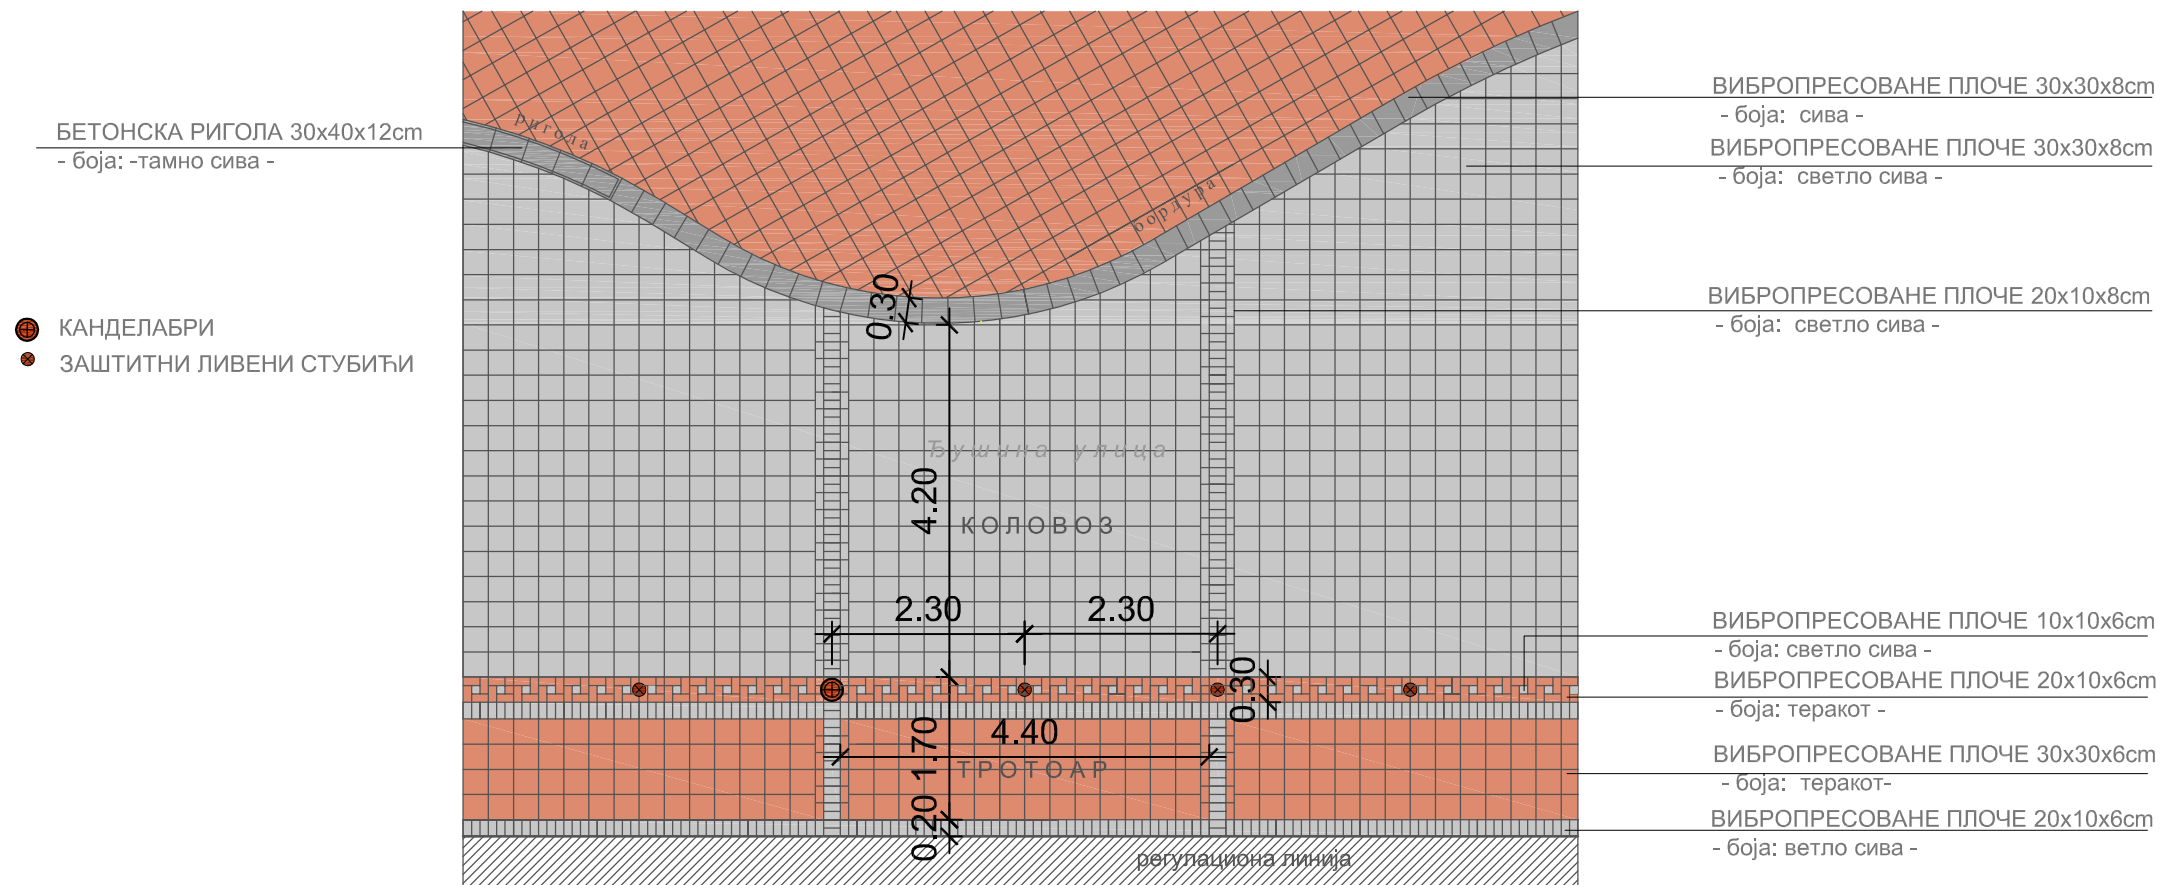 БЕТОНСКА РИГОЛА 30x40x12cm
- боја: -тамно сива -
КАНДЕЛАБРИ
ЗАШТИТНИ ЛИВЕНИ СТУБИЋИ
ригола
бордура
0.30
Ђушина улица
4.20
КОЛОВОЗ
2.30
2.30
0.30
4.40
1.70
ТРОТОАР
0.20
регулациона линија
ВИБРОПРЕСОВАНЕ ПЛОЧЕ 30x30x8cm
- боја: сива -
ВИБРОПРЕСОВАНЕ ПЛОЧЕ 30x30x8cm
- боја: светло сива -
ВИБРОПРЕСОВАНЕ ПЛОЧЕ 20x10x8cm
- боја: светло сива -
ВИБРОПРЕСОВАНЕ ПЛОЧЕ 10x10x6cm
- боја: светло сива -
ВИБРОПРЕСОВАНЕ ПЛОЧЕ 20x10x6cm
- боја: теракот -
ВИБРОПРЕСОВАНЕ ПЛОЧЕ 30x30x6cm
- боја: теракот-
ВИБРОПРЕСОВАНЕ ПЛОЧЕ 20x10x6cm
- боја: ветло сива -